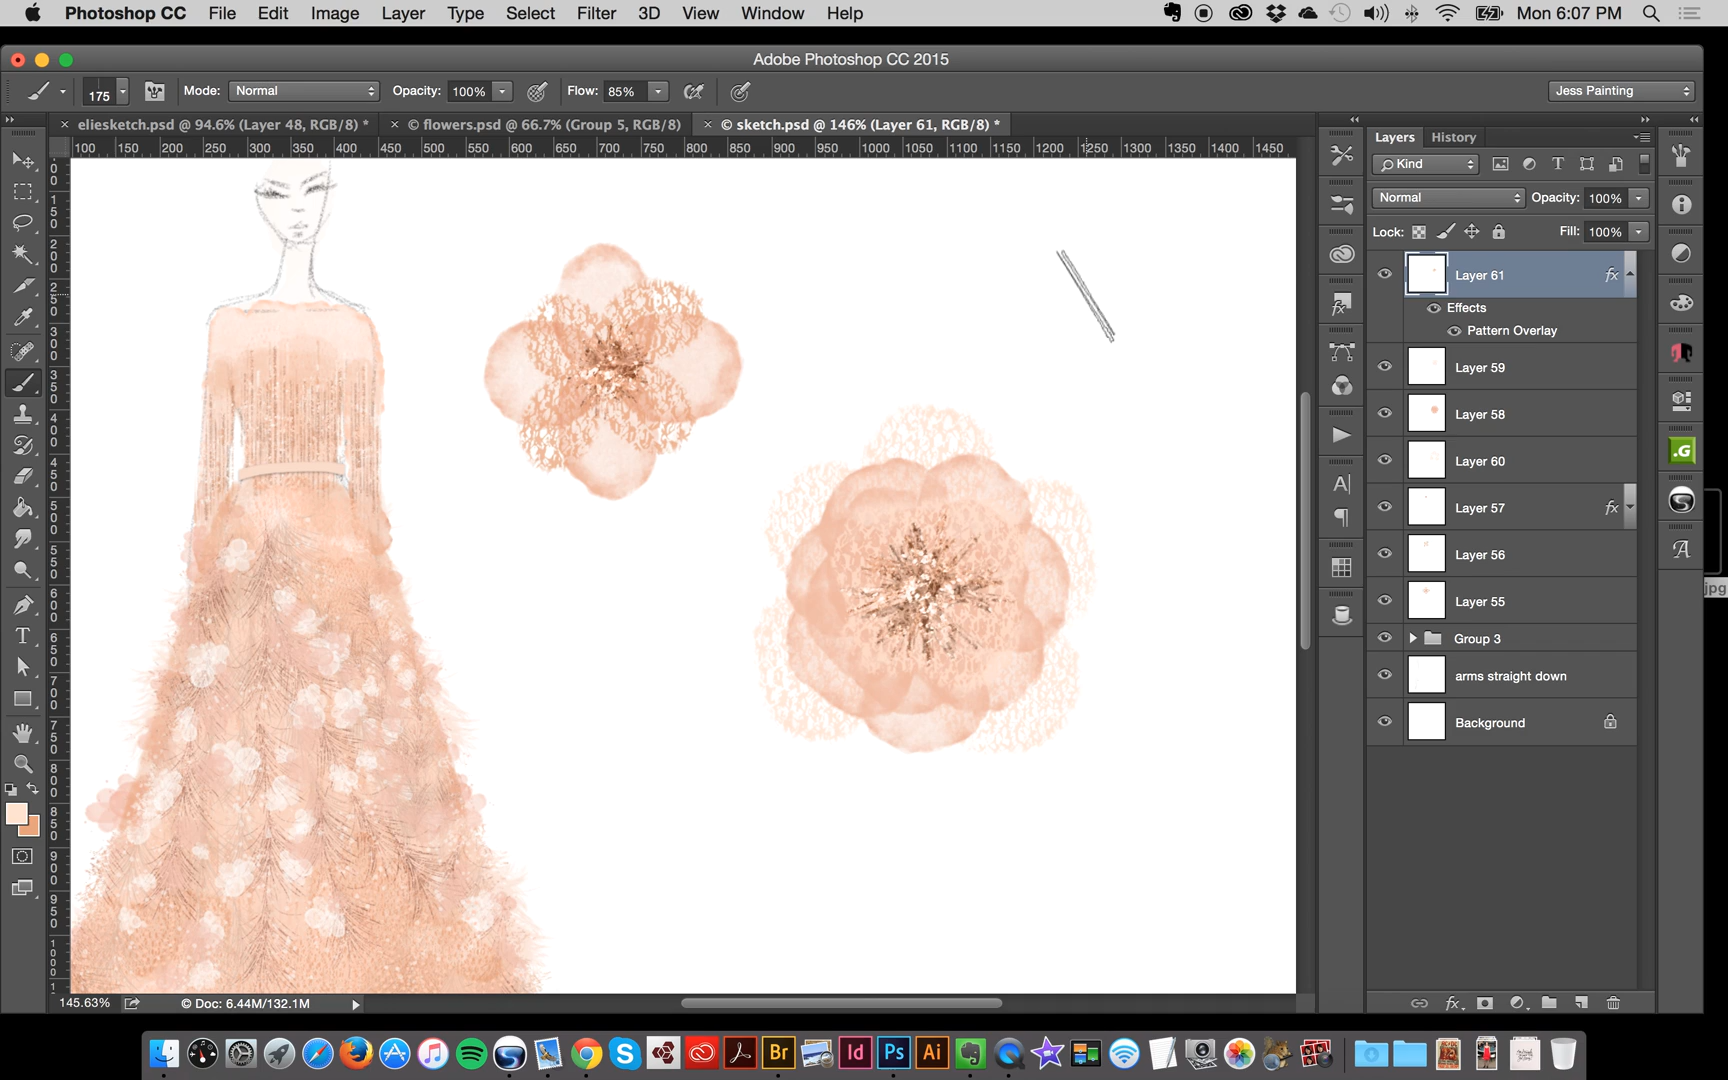 Photoshop CC File Edit Image Layer Type Select Filter 3D View Window Help Mon 6:07 PM
Adobe Photoshop CC 2015
175 Mode: Normal Opacity: 100% Flow: 85% Jess Painting
eliesketch.psd @ 94.6% (Layer 48, RGB/8) * © flowers.psd @ 66.7% (Group 5, RGB/8) © sketch.psd @ 146% (Layer 61, RGB/8) *
100 150 200 250 300 350 400 450 500 550 600 650 700 750 800 850 900 950 1000 1050 1100 1150 1200 1250 1300 1350 1400 1450
Layers History
Kind
Normal Opacity: 100%
Lock: Fill: 100%
Layer 61 fx
Effects
Pattern Overlay
Layer 59
Layer 58
Layer 60
Layer 57 fx
Layer 56
Layer 55
Group 3
arms straight down
Background
.G
jpg
145.63% © Doc: 6.44M/132.1M
fx
Br Id Ps Ai